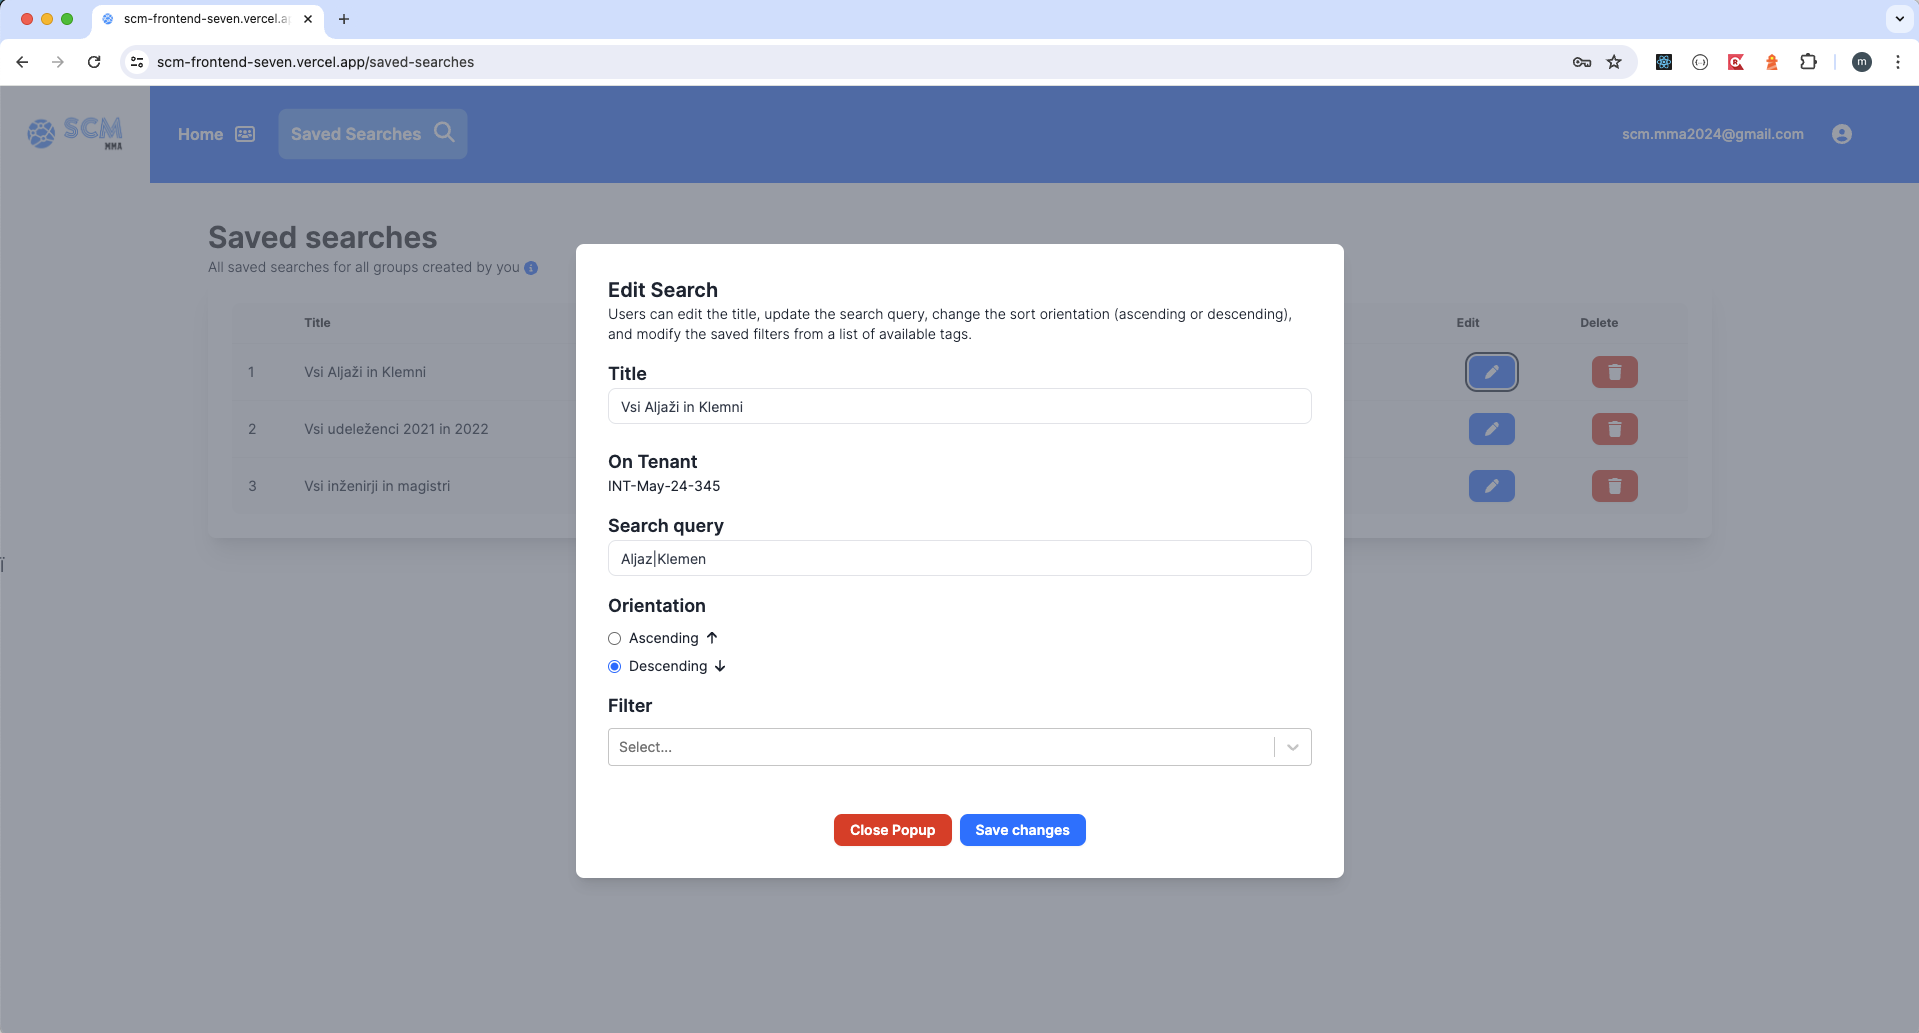 scm-frontend-seven.vercel.a
scm-frontend-seven.vercel.app/saved-searches
m
SCM
MMA
Home
Saved Searches
scm.mma2024@gmail.com
Saved searches
All saved searches for all groups created by you
Title
Edit
Delete
1
Vsi Aljaži in Klemni
2
Vsi udeleženci 2021 in 2022
3
Vsi inženirji in magistri
Edit Search
Users can edit the title, update the search query, change the sort orientation (ascending or descending),
and modify the saved filters from a list of available tags.
Title
Vsi Aljaži in Klemni
On Tenant
INT-May-24-345
Search query
Aljaz|Klemen
Orientation
Ascending ↑
Descending ↓
Filter
Select...
Close Popup
Save changes